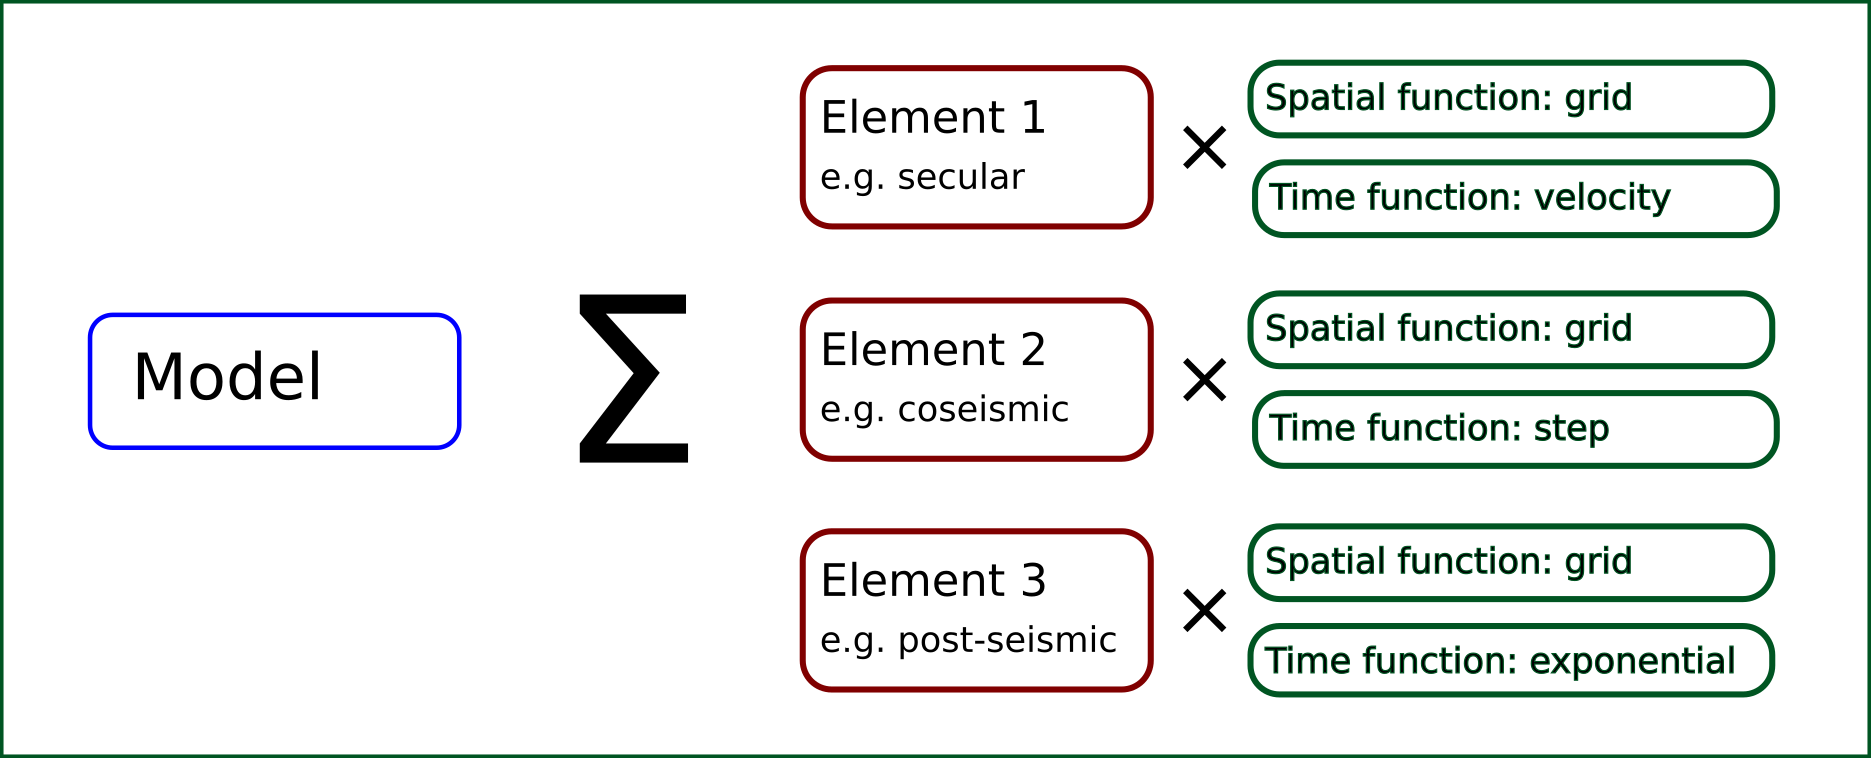 Model
Σ
Element 1
e.g. secular
×
Spatial function: grid
Time function: velocity
Element 2
e.g. coseismic
×
Spatial function: grid
Time function: step
Element 3
e.g. post-seismic
×
Spatial function: grid
Time function: exponential